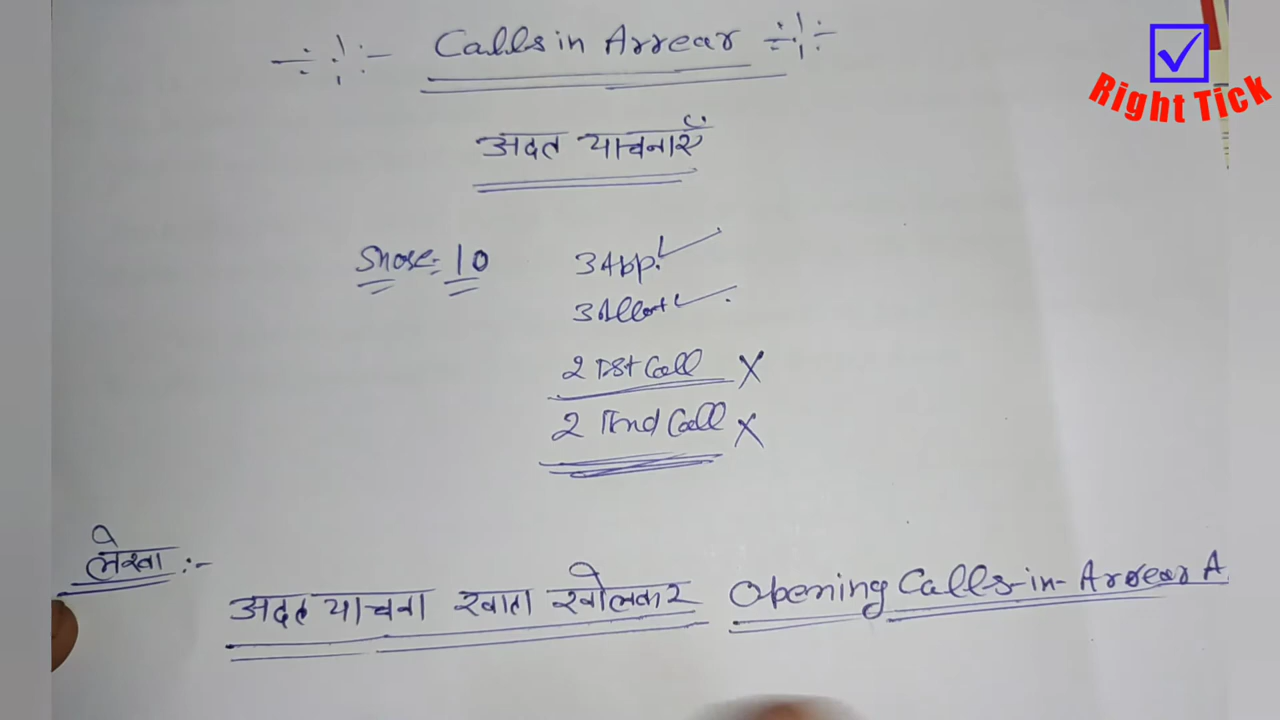 Calls in Arrear
Right Tick
अदत याचनाएँ
Share:- 10
3 App.
3 Allot
2 Ist Call
2 IInd Call
लेखा :-
अदत याचना खाता खोलकर Opening Calls-in-Arrear A